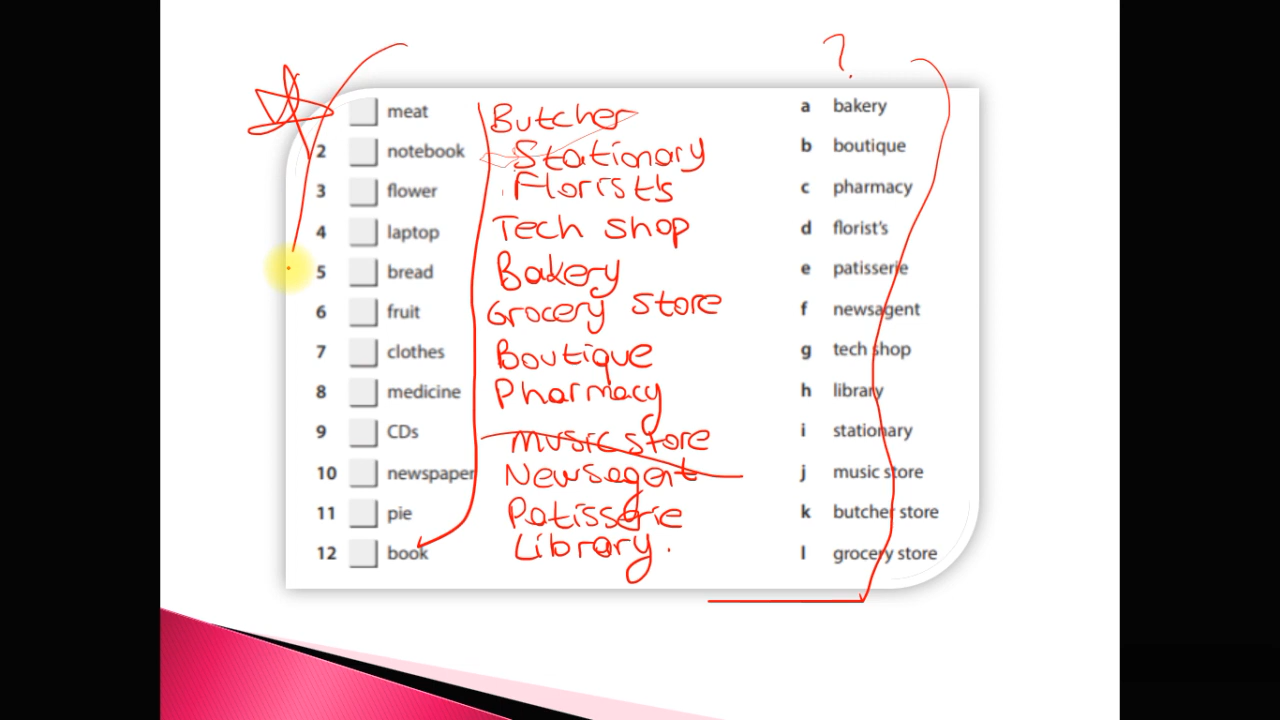 ?
meat Butcher a bakery
2 notebook Stationary b boutique
3 flower Florist's c pharmacy
4 laptop Tech shop d florist's
5 bread Bakery e patisserie
6 fruit Grocery store f newsagent
7 clothes Boutique g tech shop
8 medicine Pharmacy h library
9 CDs Music store i stationary
10 newspaper Newsagent j music store
11 pie Patisserie k butcher store
12 book Library. l grocery store